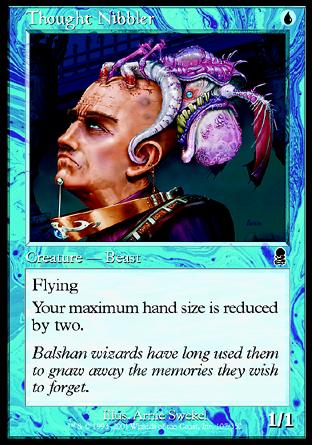 Thought Nibbler
Creature — Beast
Flying
Your maximum hand size is reduced
by two.
Balshan wizards have long used them
to gnaw away the memories they wish
to forget.
Illus. Arnie Swekel
1/1